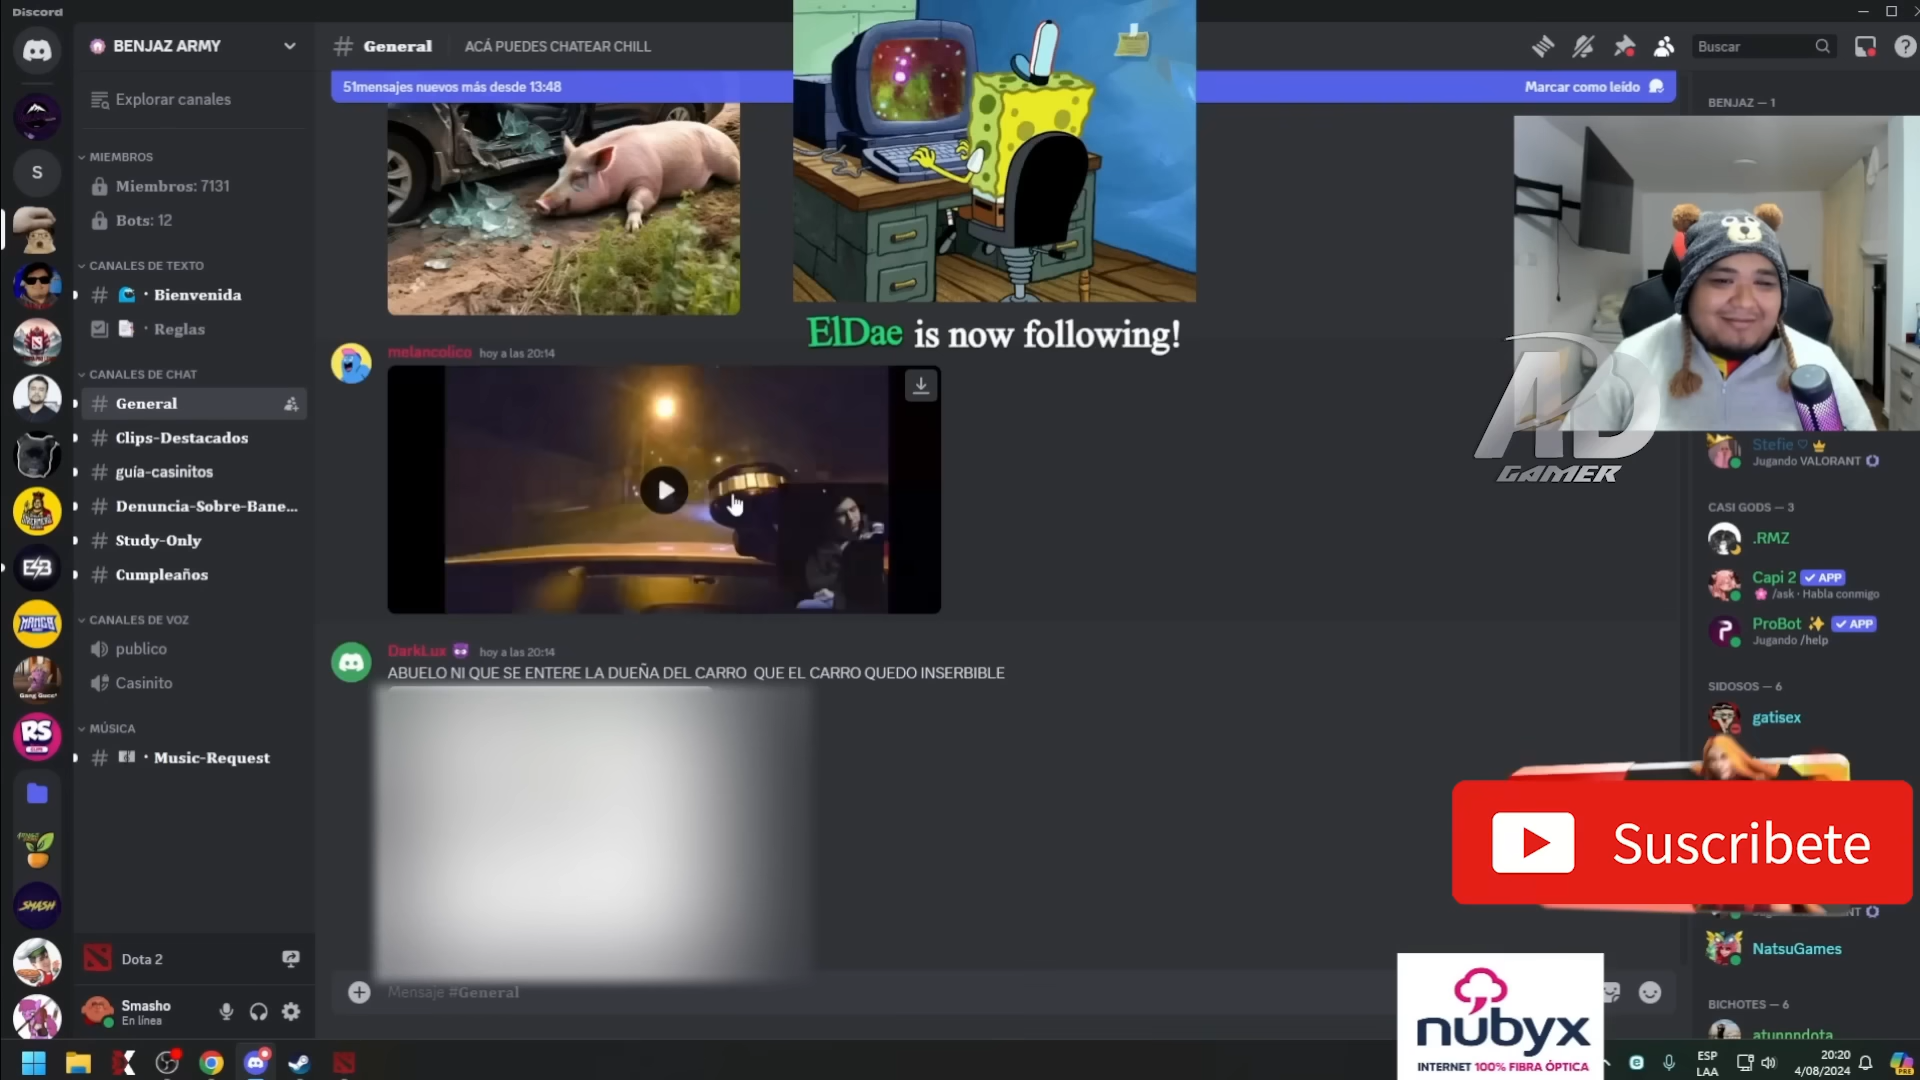 Discord
BENJAZ ARMY
Explorar canales
MIEMBROS
Miembros: 7131
Bots: 12
CANALES DE TEXTO
# · Bienvenida
· Reglas
CANALES DE CHAT
# General
# Clips-Destacados
# guía-casinitos
# Denuncia-Sobre-Bane...
# Study-Only
# Cumpleaños
CANALES DE VOZ
publico
Casinito
MÚSICA
# · Music-Request
Dota 2
Smasho
En línea
S
MANGO
RS
SMASH
# General
ACÁ PUEDES CHATEAR CHILL
Buscar
51mensajes nuevos más desde 13:48
Marcar como leído
ElDae is now following!
melancolico hoy a las 20:14
DarkLux hoy a las 20:14
ABUELO NI QUE SE ENTERE LA DUEÑA DEL CARRO QUE EL CARRO QUEDO INSERBIBLE
Mensaje #General
BENJAZ — 1
AD
GAMER
Stefie
Jugando VALORANT
CASI GODS — 3
.RMZ
Capi 2 APP
/ask · Habla conmigo
ProBot APP
Jugando /help
SIDOSOS — 6
gatisex
Suscribete
NatsuGames
BICHOTES — 6
atunnndota
nubyx
INTERNET 100% FIBRA ÓPTICA
ESP
LAA
20:20
4/08/2024
PRE